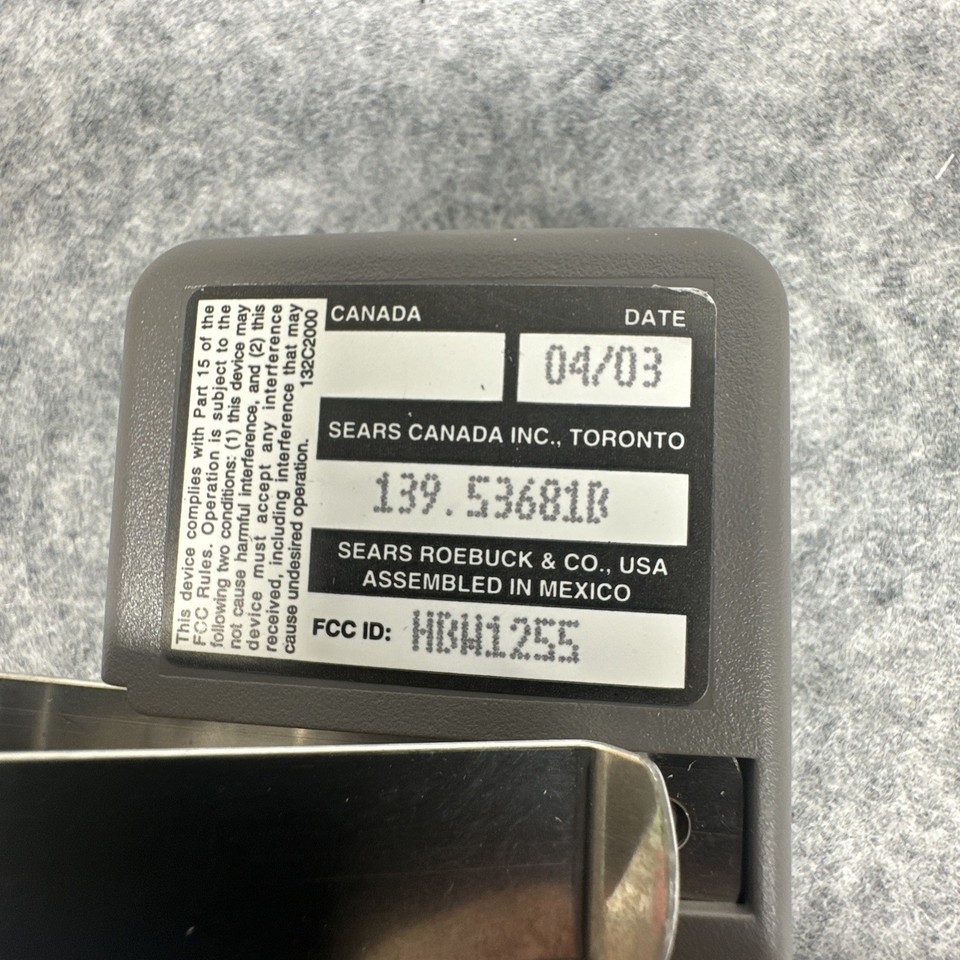 This device complies with Part 15 of the
FCC Rules. Operation is subject to the
following two conditions: (1) this device may
not cause harmful interference, and (2) this
device must accept any interference
received, including interference that may
cause undesired operation. 132C2000
CANADA
DATE
04/03
SEARS CANADA INC., TORONTO
139.53681B
SEARS ROEBUCK & CO., USA
ASSEMBLED IN MEXICO
FCC ID: HBW1255